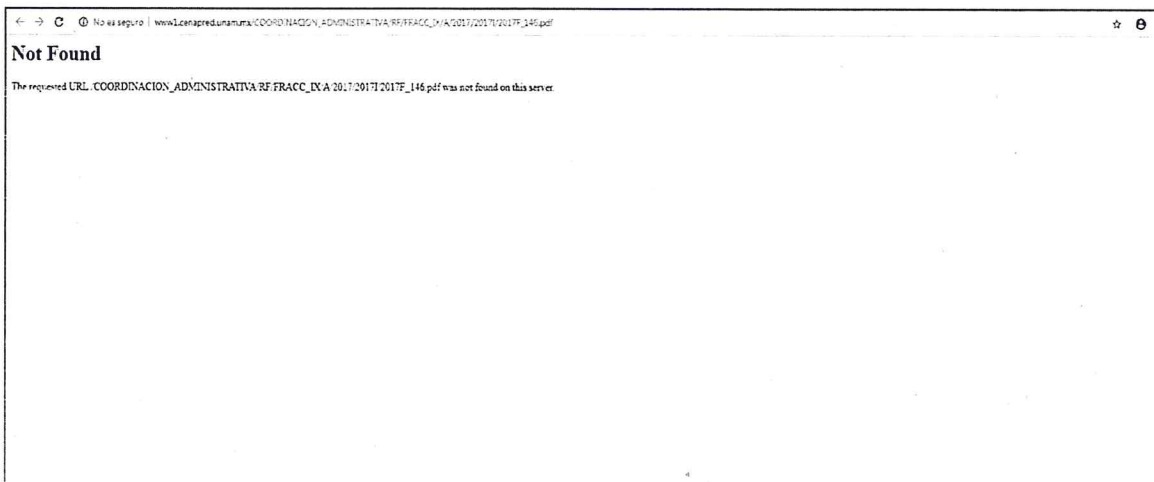 No es seguro | www1.cenapred.unam.mx/COORDINACION_ADMINISTRATIVA/RF/FRACC_IX/A/2017/2017I/2017F_146.pdf
Not Found
The requested URL /COORDINACION_ADMINISTRATIVA/RF/FRACC_IX/A/2017/2017I/2017F_146.pdf was not found on this server.